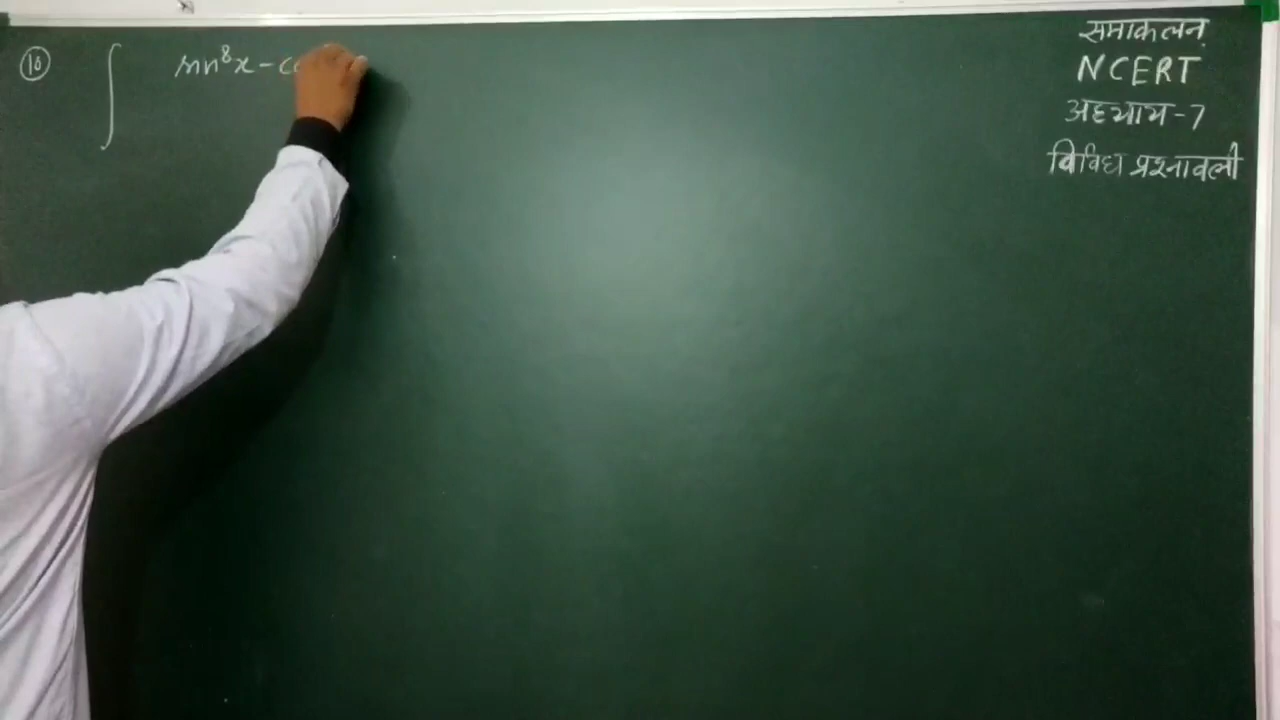 ⑩ ∫ sin⁸x - c
समाकलन
NCERT
अध्याय-7
विविध प्रश्नावली